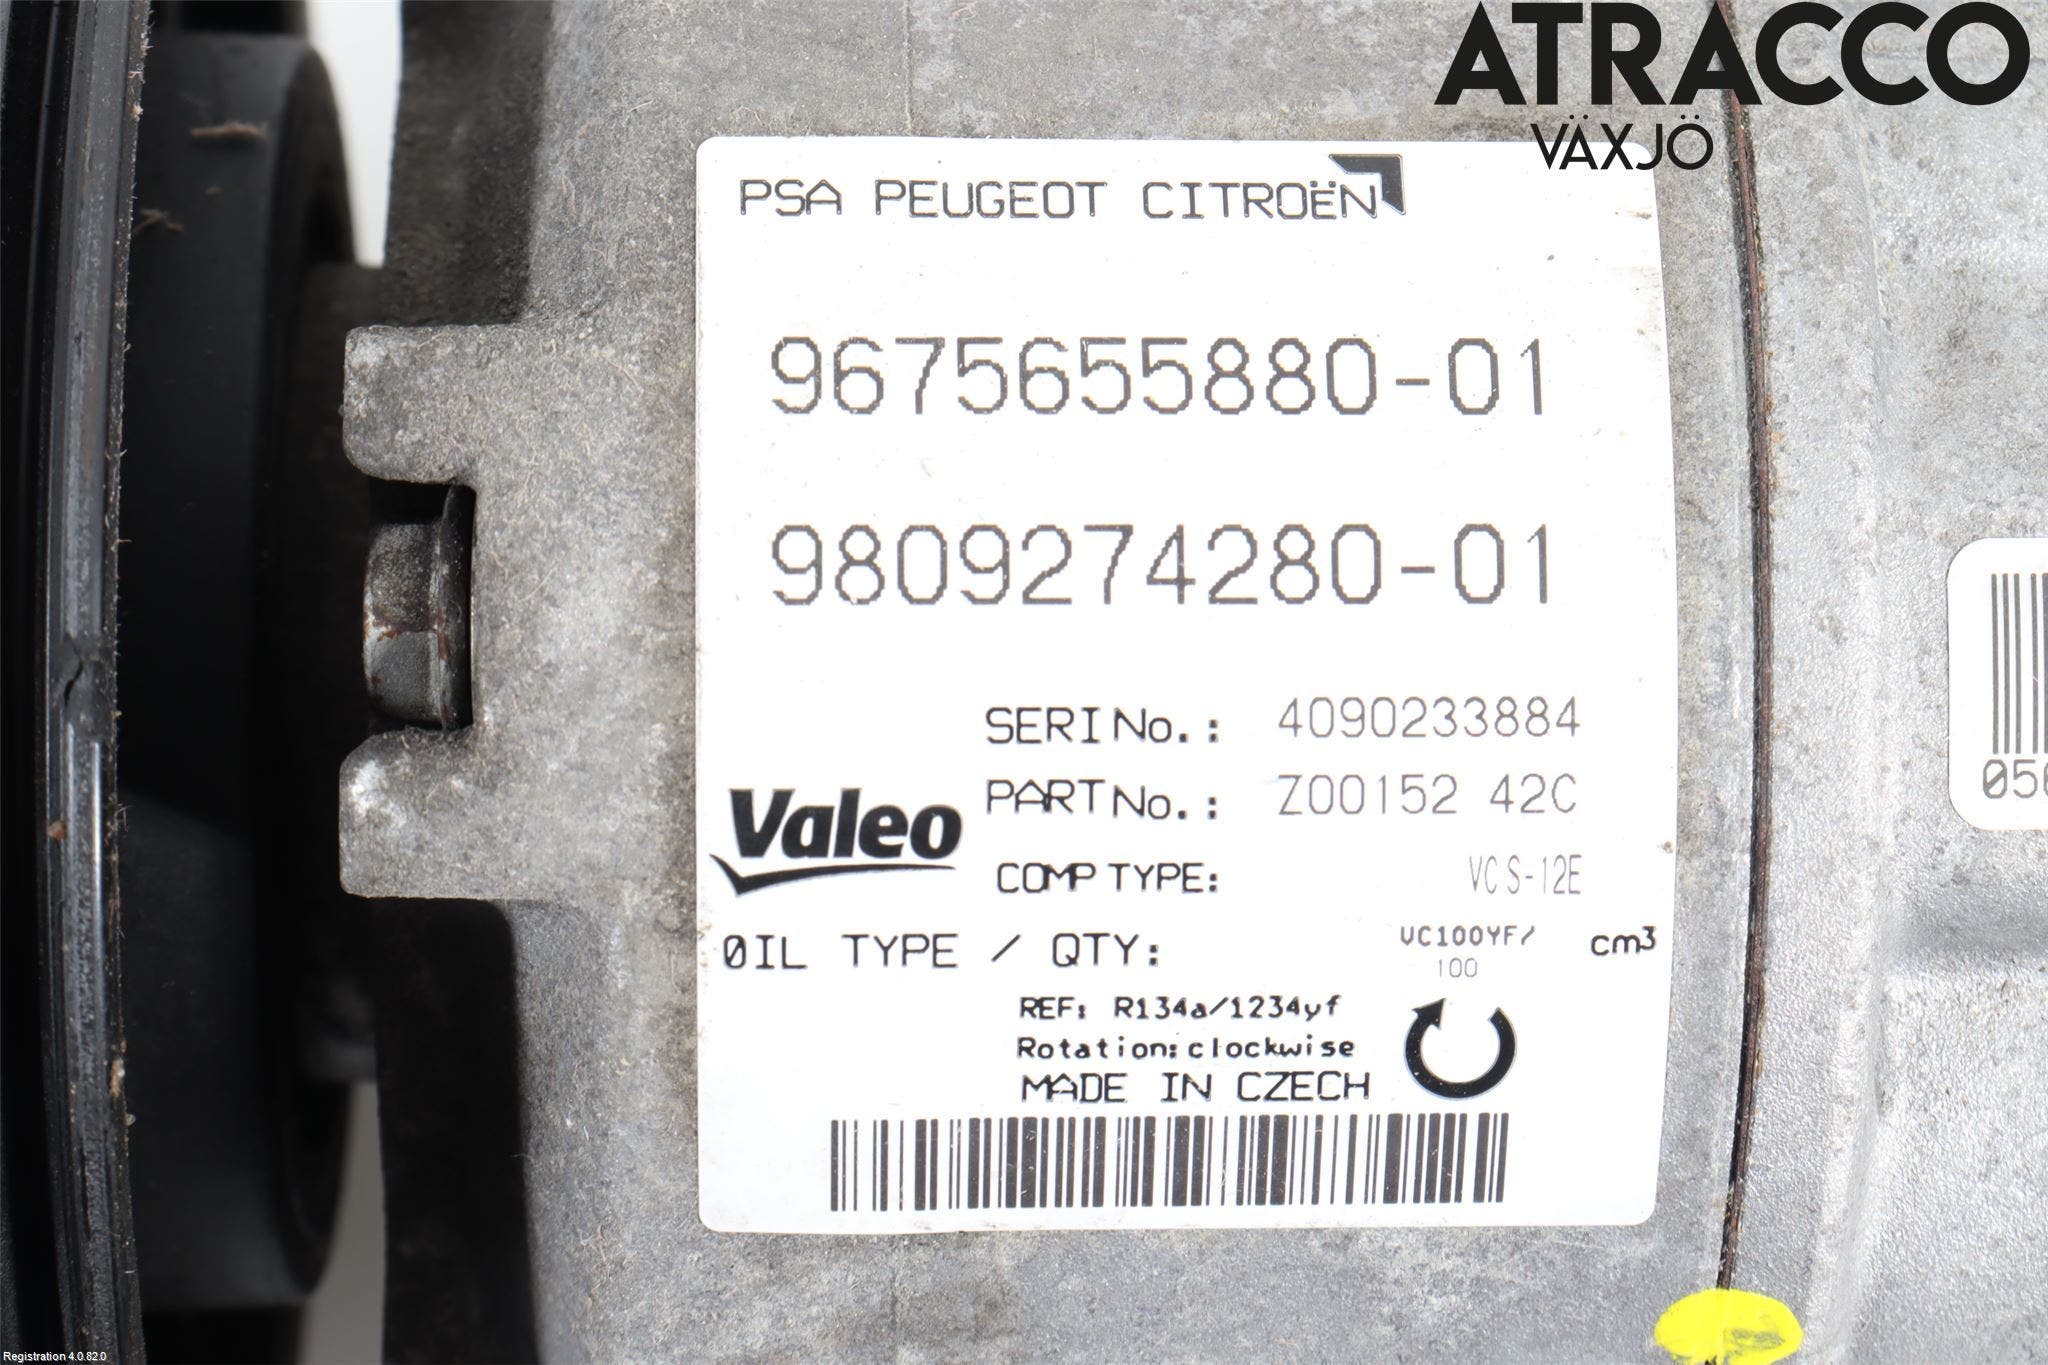 ATRACCO
VÄXJÖ
PSA PEUGEOT CITROËN
9675655880-01
9809274280-01
SERI No.: 4090233884
PART No.: Z00152 42C
Valeo
COMP TYPE: VC S-12E
OIL TYPE / QTY: VC100YF/ cm³
100
REF: R134a/1234yf
Rotation:clockwise
MADE IN CZECH
Registration 4.0.82.0